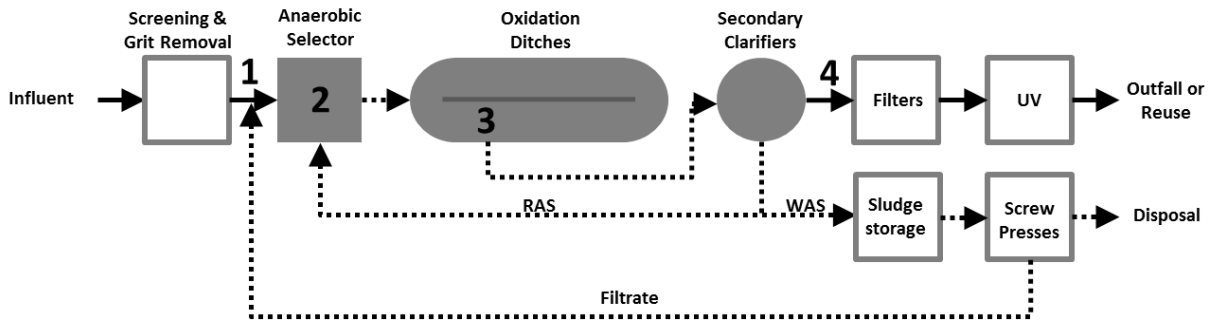 Screening &
Grit Removal
Anaerobic
Selector
Oxidation
Ditches
Secondary
Clarifiers
Influent
1
2
3
4
Filters
UV
Outfall or
Reuse
RAS
WAS
Sludge
storage
Screw
Presses
Disposal
Filtrate